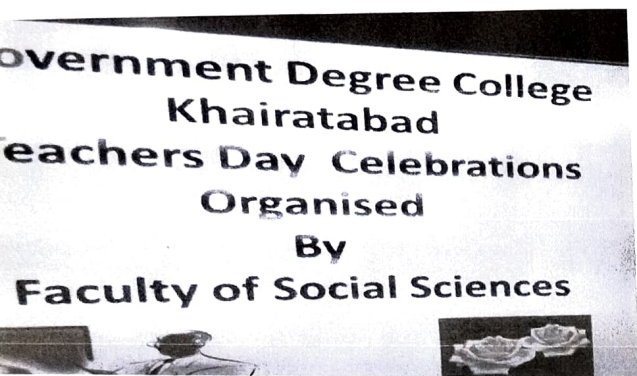 overnment Degree College
Khairatabad
eachers Day Celebrations
Organised
By
Faculty of Social Sciences